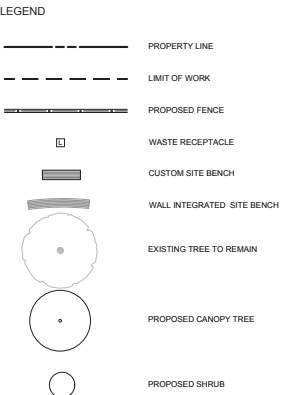 LEGEND
PROPERTY LINE
LIMIT OF WORK
PROPOSED FENCE
L WASTE RECEPTACLE
CUSTOM SITE BENCH
WALL INTEGRATED SITE BENCH
EXISTING TREE TO REMAIN
PROPOSED CANOPY TREE
PROPOSED SHRUB